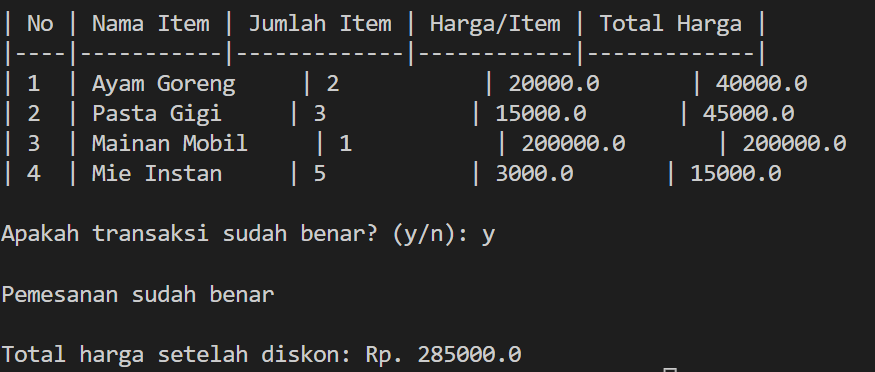 | No | Nama Item | Jumlah Item | Harga/Item | Total Harga |
|----|-----------|-------------|------------|-------------|
| 1  | Ayam Goreng     | 2           | 20000.0       | 40000.0
| 2  | Pasta Gigi     | 3           | 15000.0       | 45000.0
| 3  | Mainan Mobil     | 1           | 200000.0       | 200000.0
| 4  | Mie Instan     | 5           | 3000.0       | 15000.0
Apakah transaksi sudah benar? (y/n): y
Pemesanan sudah benar
Total harga setelah diskon: Rp. 285000.0